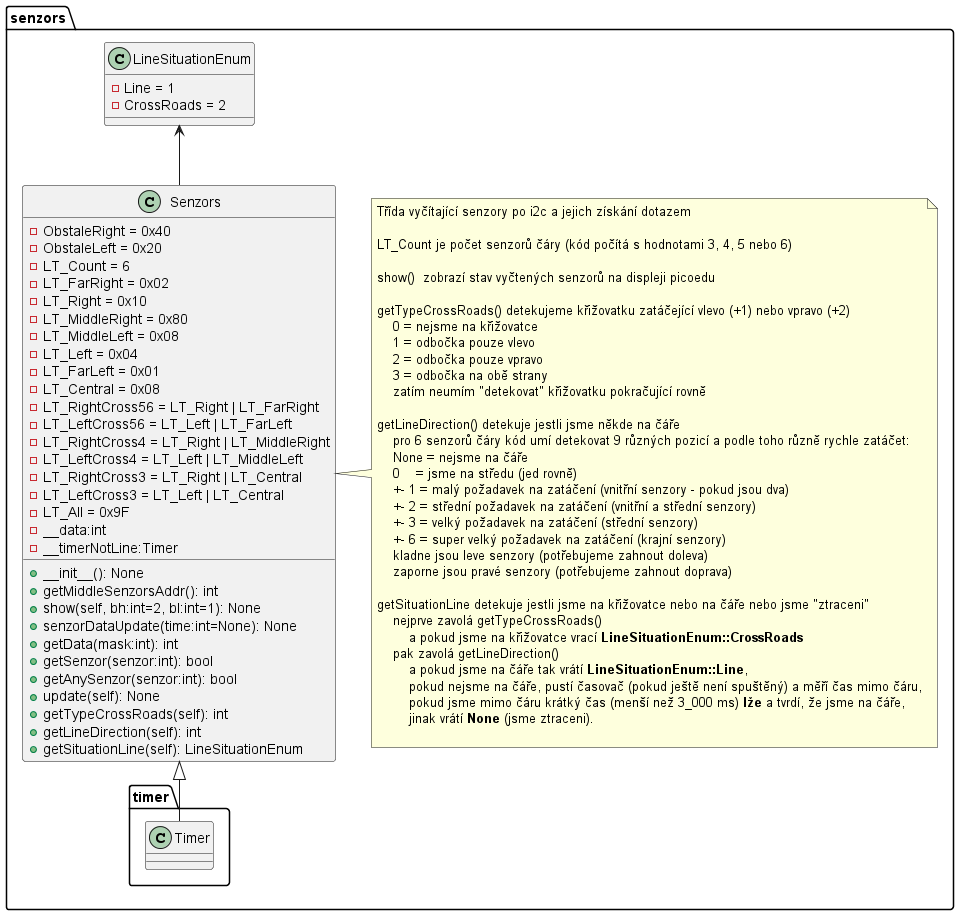 senzors
C LineSituationEnum
Line = 1
CrossRoads = 2
C Senzors
ObstaleRight = 0x40
ObstaleLeft = 0x20
LT_Count = 6
LT_FarRight = 0x02
LT_Right = 0x10
LT_MiddleRight = 0x80
LT_MiddleLeft = 0x08
LT_Left = 0x04
LT_FarLeft = 0x01
LT_Central = 0x08
LT_RightCross56 = LT_Right | LT_FarRight
LT_LeftCross56 = LT_Left | LT_FarLeft
LT_RightCross4 = LT_Right | LT_MiddleRight
LT_LeftCross4 = LT_Left | LT_MiddleLeft
LT_RightCross3 = LT_Right | LT_Central
LT_LeftCross3 = LT_Left | LT_Central
LT_All = 0x9F
__data:int
__timerNotLine:Timer
__init__(): None
getMiddleSenzorsAddr(): int
show(self, bh:int=2, bl:int=1): None
senzorDataUpdate(time:int=None): None
getData(mask:int): int
getSenzor(senzor:int): bool
getAnySenzor(senzor:int): bool
update(self): None
getTypeCrossRoads(self): int
getLineDirection(self): int
getSituationLine(self): LineSituationEnum
Třída vyčítající senzory po i2c a jejich získání dotazem
LT_Count je počet senzorů čáry (kód počítá s hodnotami 3, 4, 5 nebo 6)
show()  zobrazí stav vyčtených senzorů na displeji picoedu
getTypeCrossRoads() detekujeme křižovatku zatáčející vlevo (+1) nebo vpravo (+2)
0 = nejsme na křižovatce
1 = odbočka pouze vlevo
2 = odbočka pouze vpravo
3 = odbočka na obě strany
zatím neumím "detekovat" křižovatku pokračující rovně
getLineDirection() detekuje jestli jsme někde na čáře
pro 6 senzorů čáry kód umí detekovat 9 různých pozicí a podle toho různě rychle zatáčet:
None = nejsme na čáře
0    = jsme na středu (jed rovně)
+- 1 = malý požadavek na zatáčení (vnitřní senzory - pokud jsou dva)
+- 2 = střední požadavek na zatáčení (vnitřní a střední senzory)
+- 3 = velký požadavek na zatáčení (střední senzory)
+- 6 = super velký požadavek na zatáčení (krajní senzory)
kladne jsou leve senzory (potřebujeme zahnout doleva)
zaporne jsou pravé senzory (potřebujeme zahnout doprava)
getSituationLine detekuje jestli jsme na křižovatce nebo na čáře nebo jsme "ztraceni"
nejprve zavolá getTypeCrossRoads()
a pokud jsme na křižovatce vrací LineSituationEnum::CrossRoads
pak zavolá getLineDirection()
a pokud jsme na čáře tak vrátí LineSituationEnum::Line,
pokud nejsme na čáře, pustí časovač (pokud ještě není spuštěný) a měří čas mimo čáru,
pokud jsme mimo čáru krátký čas (menší než 3_000 ms) lže a tvrdí, že jsme na čáře,
jinak vrátí None (jsme ztraceni).
timer
C Timer